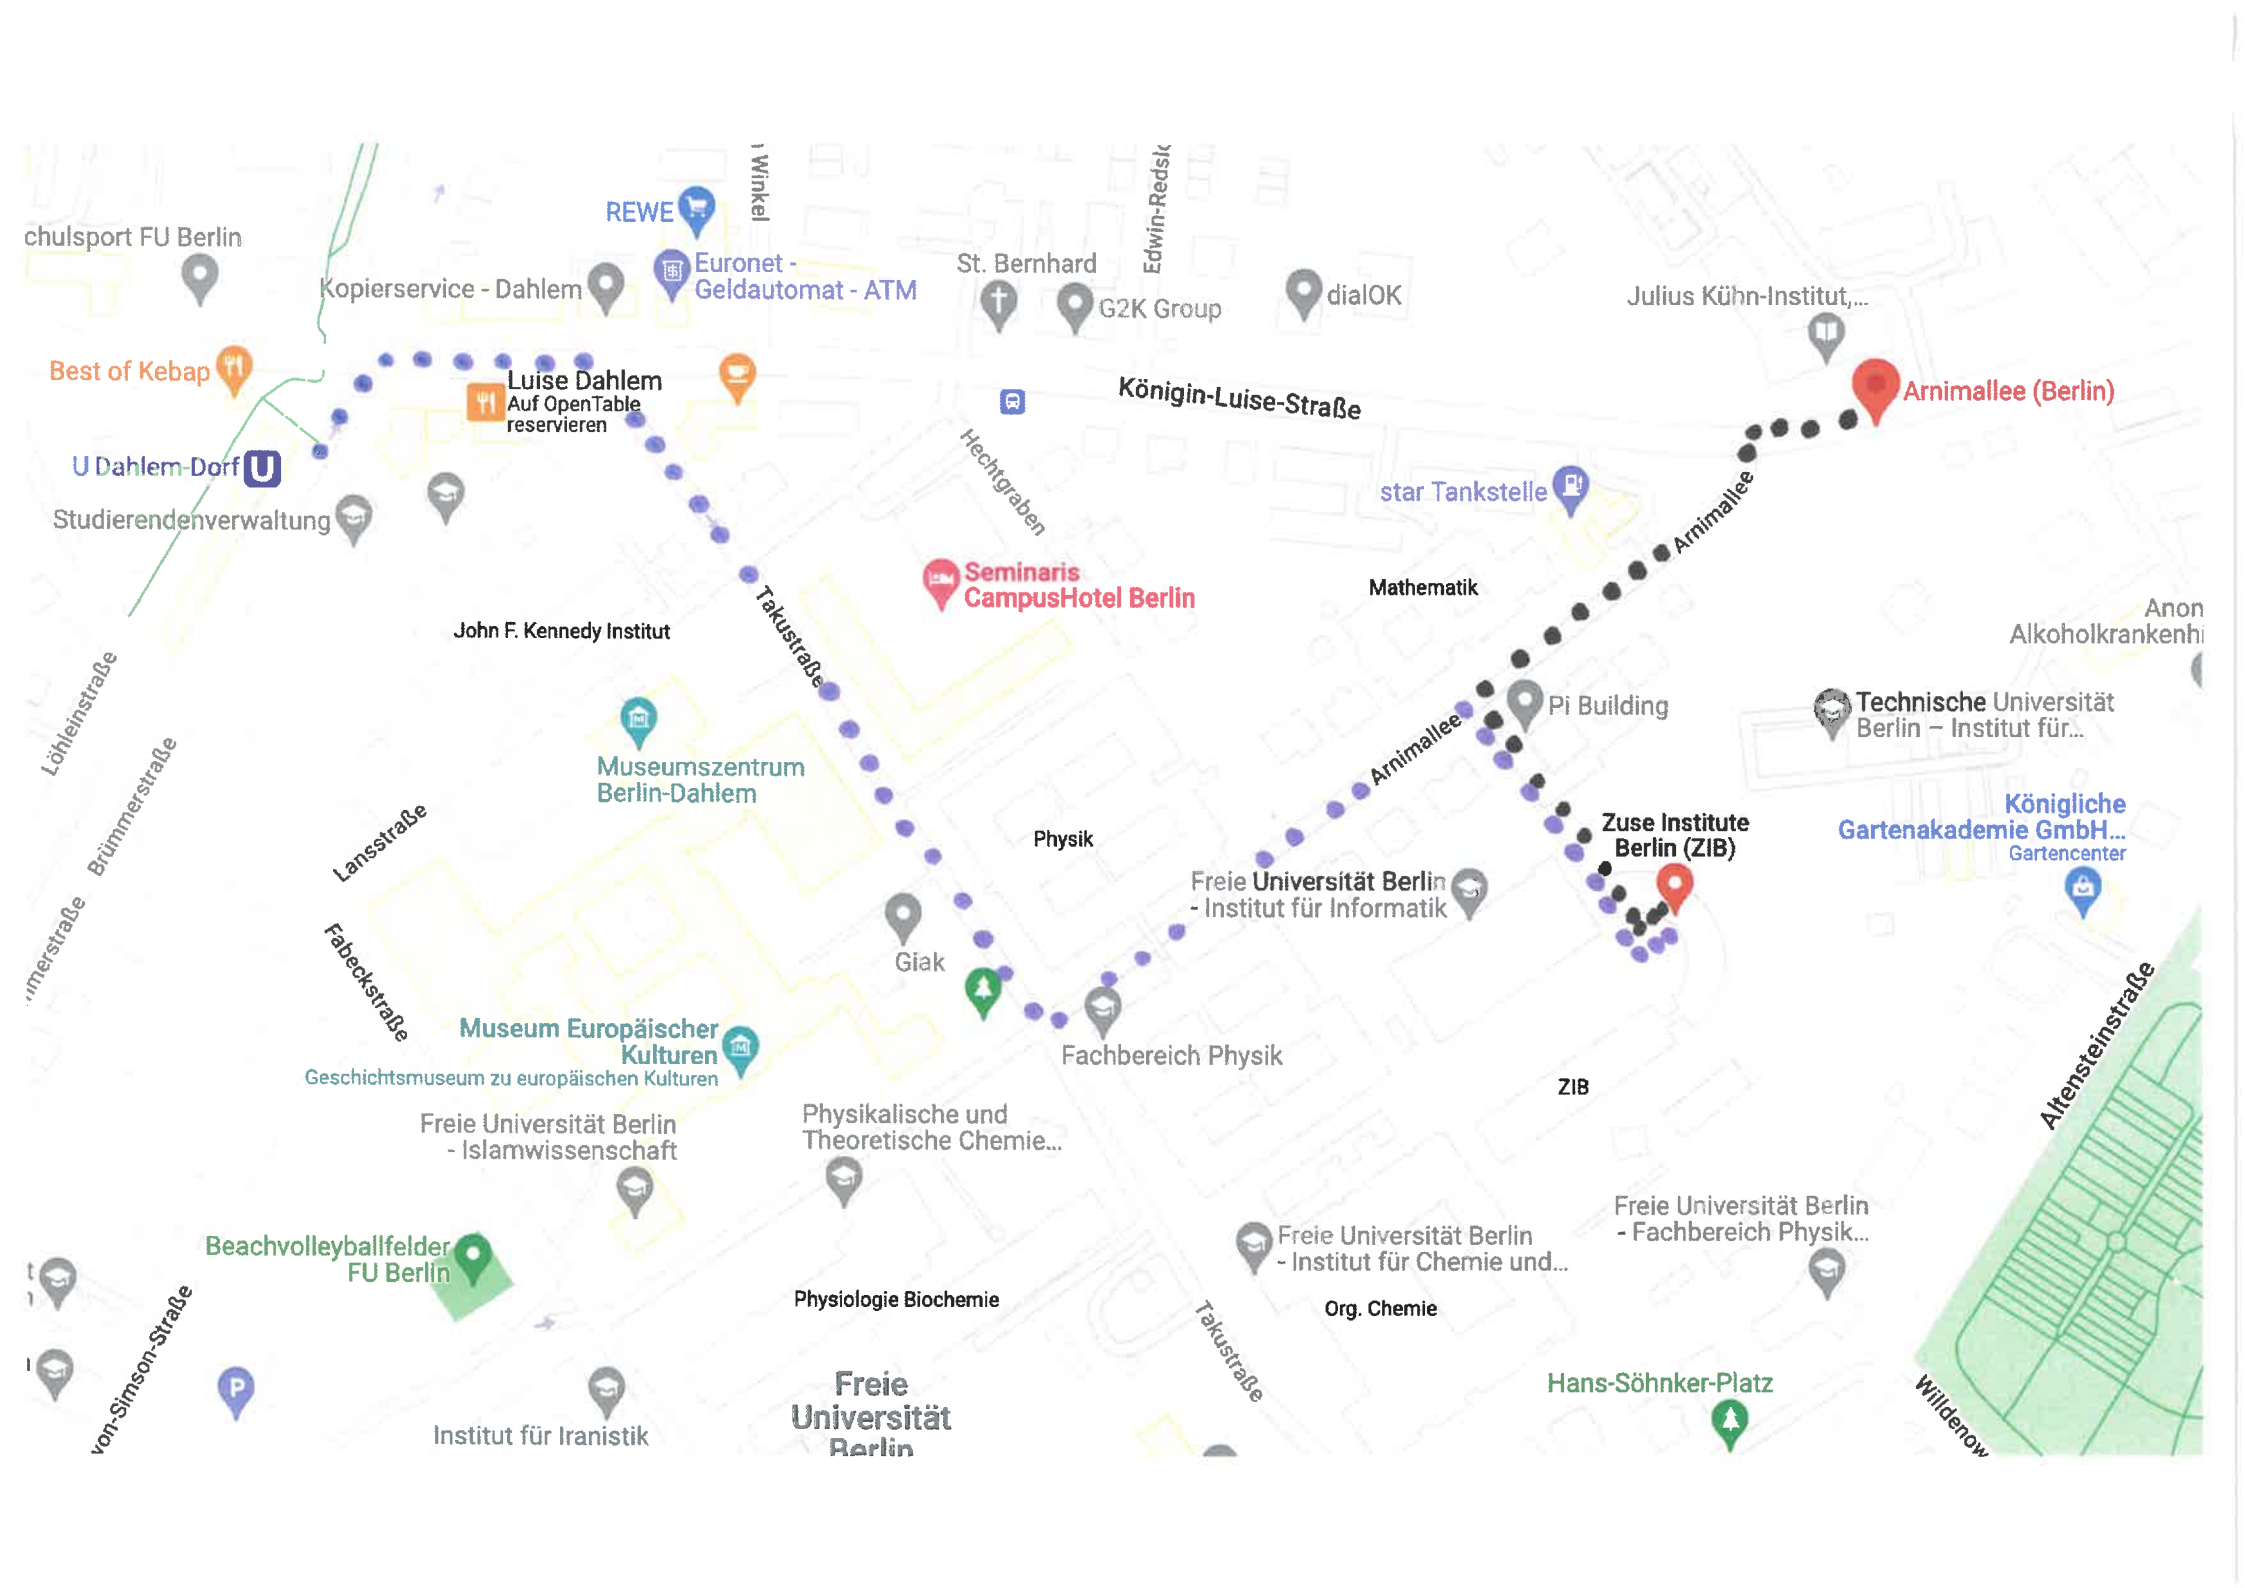 ı Winkel
Edwin-Redslo
REWE
chulsport FU Berlin
Euronet -
Geldautomat - ATM
Kopierservice - Dahlem
St. Bernhard
G2K Group
dialOK
Julius Kühn-Institut,...
Best of Kebap
Luise Dahlem
Auf OpenTable
reservieren
Königin-Luise-Straße
Arnimallee (Berlin)
U Dahlem-Dorf U
Hechtgraben
star Tankstelle
Arnimallee
Studierendenverwaltung
Seminaris
CampusHotel Berlin
Mathematik
Takustraße
John F. Kennedy Institut
Anon
Alkoholkrankenhi
Löhleinstraße
Pi Building
Technische Universität
Berlin – Institut für...
Arnimallee
Museumszentrum
Berlin-Dahlem
Brümmerstraße
Lansstraße
Physik
Zuse Institute
Berlin (ZIB)
Königliche
Gartenakademie GmbH...
Gartencenter
Freie Universität Berlin
- Institut für Informatik
merstraße
Fabeckstraße
Giak
Museum Europäischer
Kulturen
Geschichtsmuseum zu europäischen Kulturen
Fachbereich Physik
ZIB
Altensteinstraße
Freie Universität Berlin
- Islamwissenschaft
Physikalische und
Theoretische Chemie...
Beachvolleyballfelder
FU Berlin
Freie Universität Berlin
- Institut für Chemie und...
Freie Universität Berlin
- Fachbereich Physik...
Physiologie Biochemie
Org. Chemie
Takustraße
von-Simson-Straße
P
Freie
Universität
Berlin
Institut für Iranistik
Hans-Söhnker-Platz
Willdenow